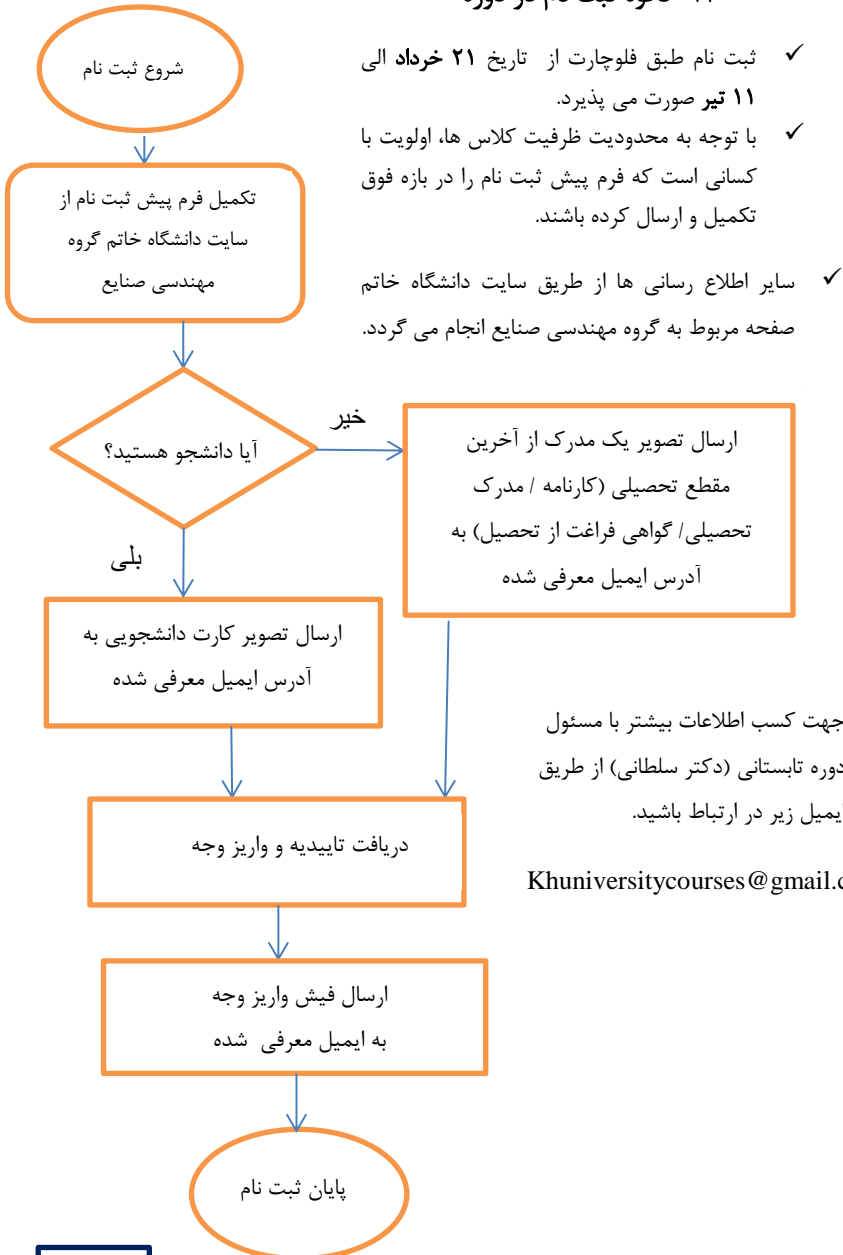 شروع ثبت نام
ثبت نام طبق فلوچارت از تاریخ ۲۱ خرداد الی
۱۱ تیر صورت می پذیرد.
با توجه به محدودیت ظرفیت کلاس ها، اولویت با
کسانی است که فرم پیش ثبت نام را در بازه فوق
تکمیل و ارسال کرده باشند.
سایر اطلاع رسانی ها از طریق سایت دانشگاه خاتم
صفحه مربوط به گروه مهندسی صنایع انجام می گردد.
تکمیل فرم پیش ثبت نام از
سایت دانشگاه خاتم گروه
مهندسی صنایع
آیا دانشجو هستید؟
خیر
ارسال تصویر یک مدرک از آخرین
مقطع تحصیلی (کارنامه / مدرک
تحصیلی/ گواهی فراغت از تحصیل) به
آدرس ایمیل معرفی شده
بلی
ارسال تصویر کارت دانشجویی به
آدرس ایمیل معرفی شده
جهت کسب اطلاعات بیشتر با مسئول
دوره تابستانی (دکتر سلطانی) از طریق
ایمیل زیر در ارتباط باشید.
Khuniversitycourses@gmail.c
دریافت تاییدیه و واریز وجه
ارسال فیش واریز وجه
به ایمیل معرفی شده
پایان ثبت نام